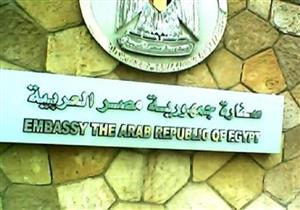 سفارة جمهورية مصر العربية
EMBASSY THE ARAB REPUBLIC OF EGYPT